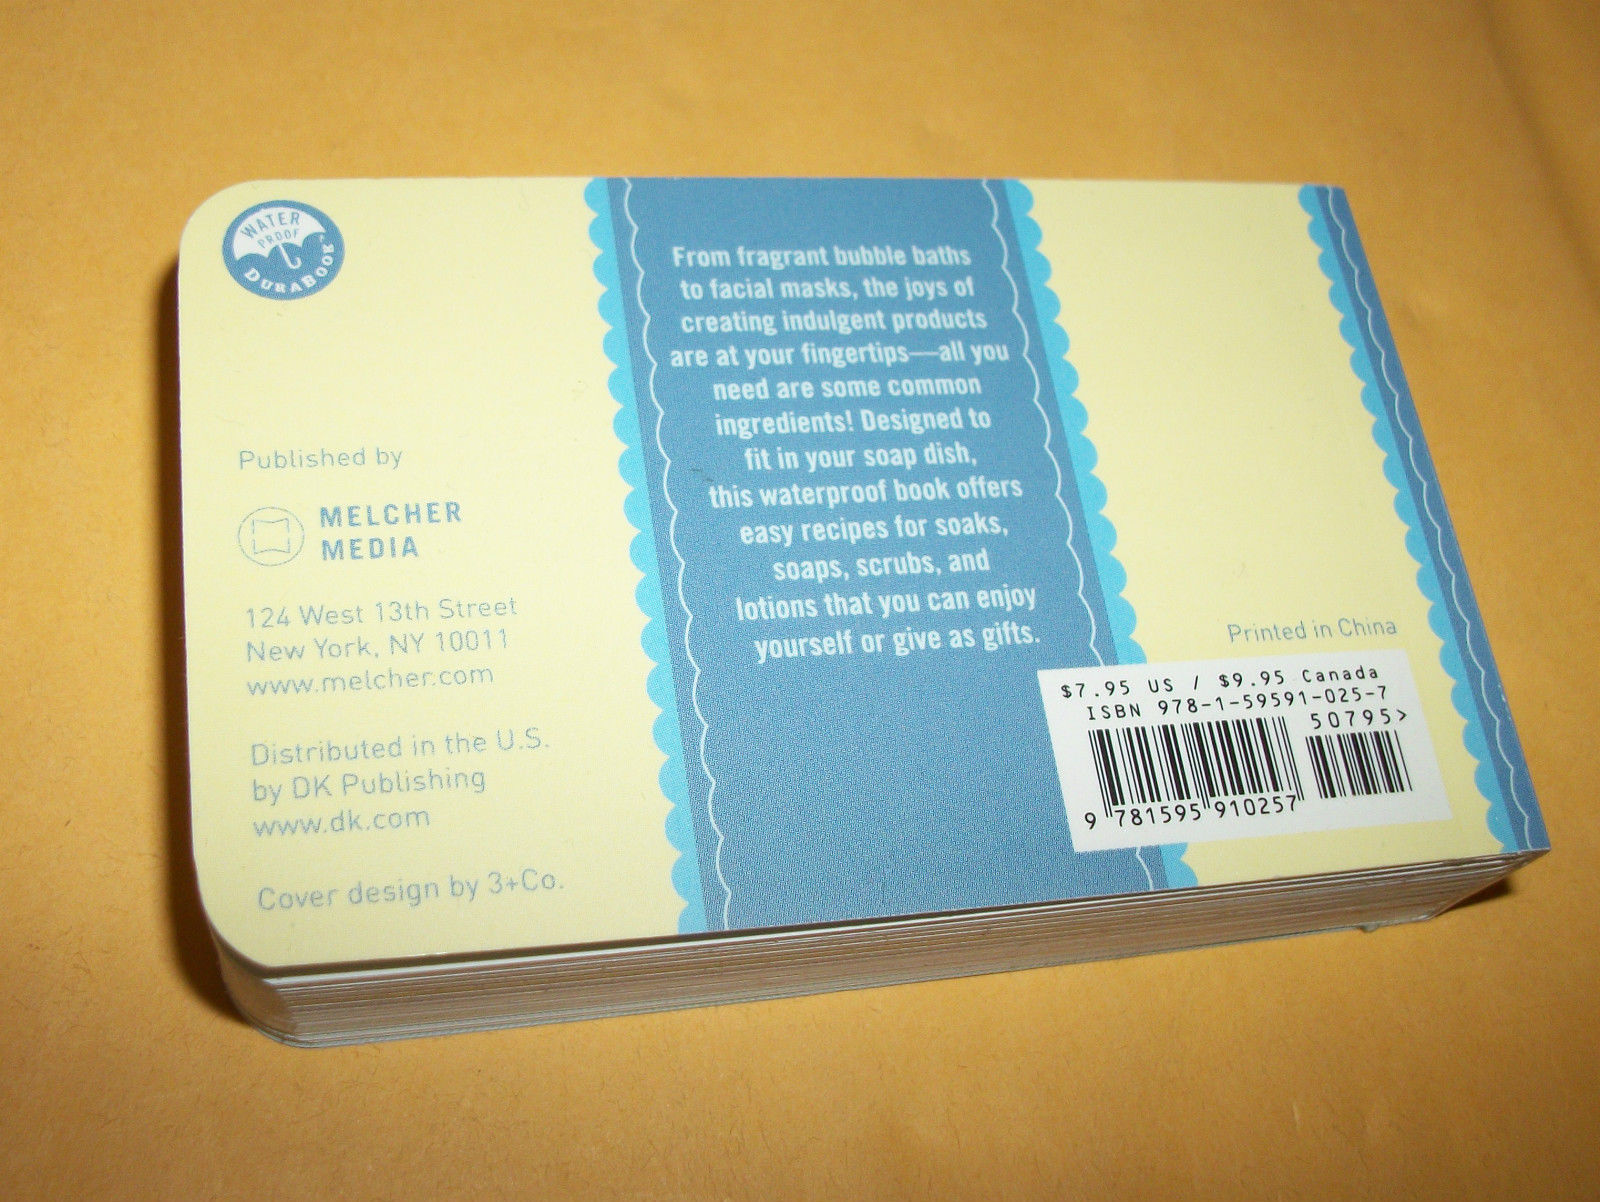 WATER
PROOF
DURABOOK™
Published by
MELCHER
MEDIA
124 West 13th Street
New York, NY 10011
www.melcher.com
Distributed in the U.S.
by DK Publishing
www.dk.com
Cover design by 3+Co.
From fragrant bubble baths
to facial masks, the joys of
creating indulgent products
are at your fingertips—all you
need are some common
ingredients! Designed to
fit in your soap dish,
this waterproof book offers
easy recipes for soaks,
soaps, scrubs, and
lotions that you can enjoy
yourself or give as gifts.
Printed in China
$7.95 US / $9.95 Canada
ISBN 978-1-59591-025-7
50795>
9 781595 910257